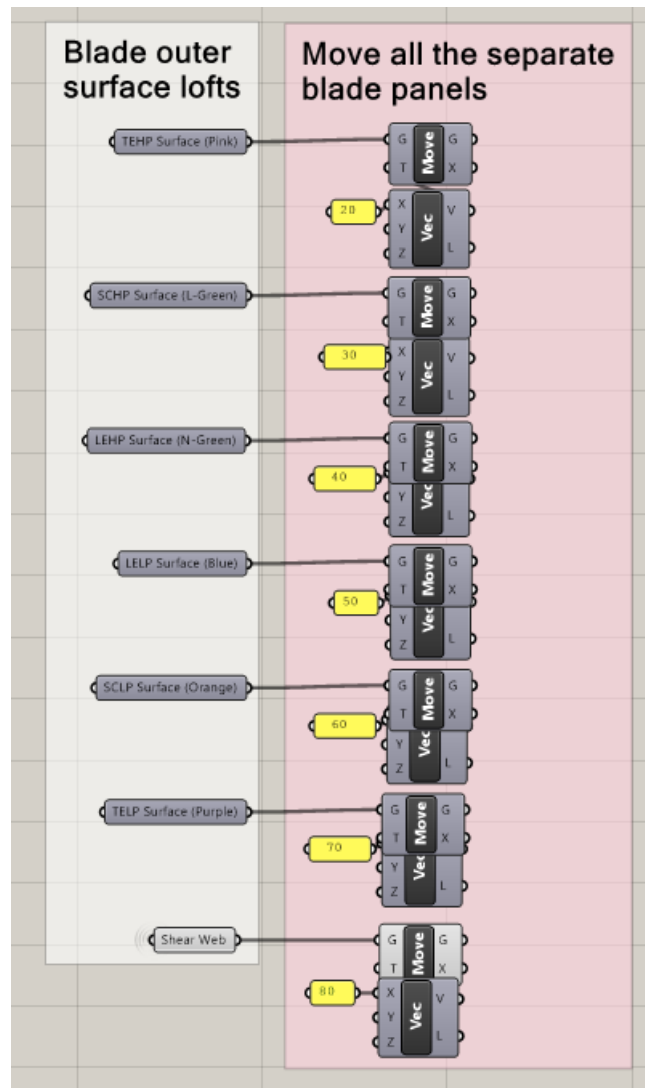 Blade outer
surface lofts
Move all the separate
blade panels
TEHP Surface (Pink)
G Move G
T X
20
X Vec V
Y
Z L
SCHP Surface (L-Green)
G Move G
T X
30
X Vec V
Y
Z L
LEHP Surface (N-Green)
G Move G
T X
40
Y Vec
Z L
LELP Surface (Blue)
G Move G
T X
50
Y Vec
Z L
SCLP Surface (Orange)
G Move G
T X
60
Y Vec
Z L
TELP Surface (Purple)
G Move G
T X
70
Y Vec
Z L
Shear Web
G Move G
T X
80
X Vec V
Y
Z L